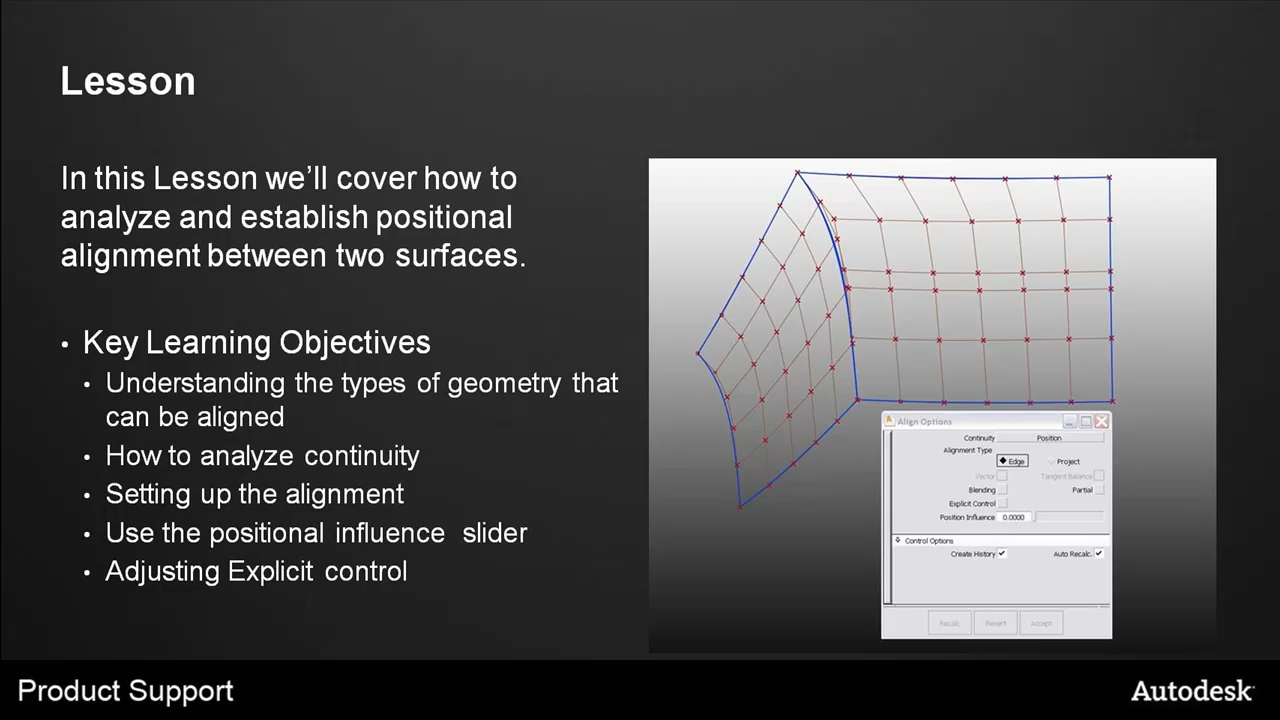 Lesson
In this Lesson we'll cover how to
analyze and establish positional
alignment between two surfaces.
• Key Learning Objectives
• Understanding the types of geometry that
can be aligned
• How to analyze continuity
• Setting up the alignment
• Use the positional influence slider
• Adjusting Explicit control
Align Options
Continuity Position
Alignment Type
Edge Project
Vector Tangent Balance
Blending Partial
Explicit Control
Position Influence 0.0000
Control Options
Create History Auto Recalc.
Recalc Revert Accept
Product Support
Autodesk